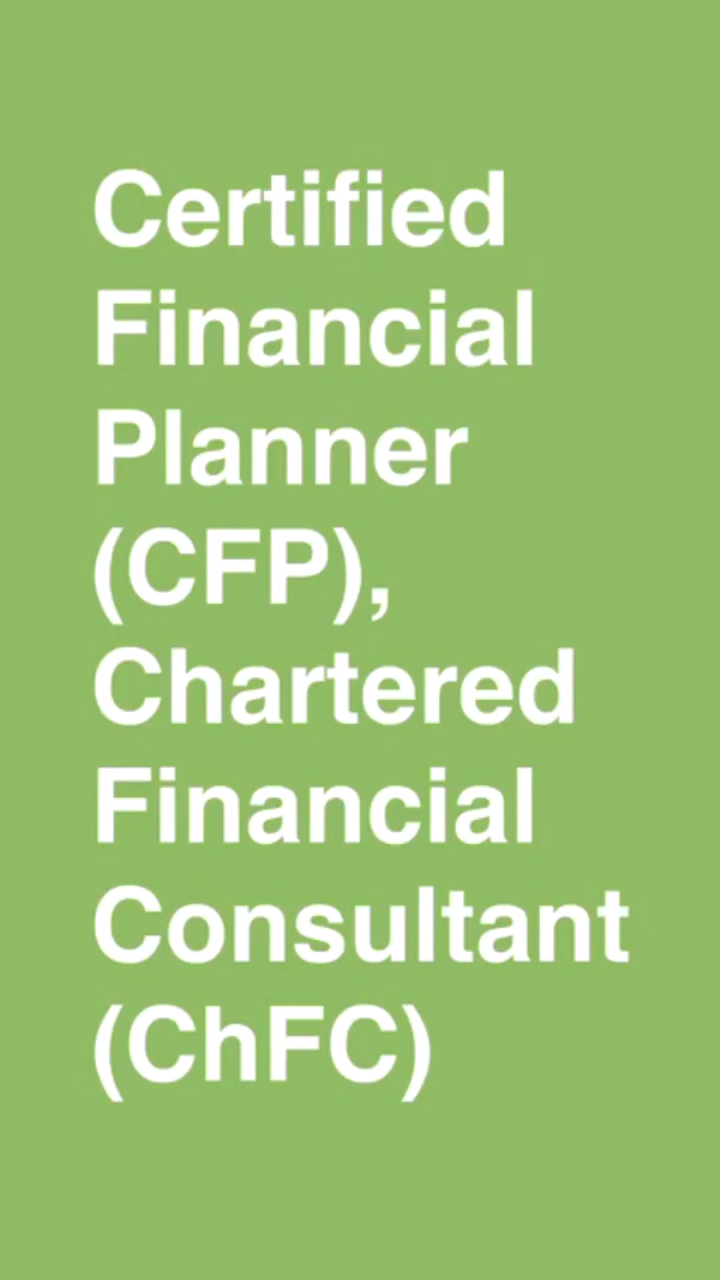 Certified
Financial
Planner
(CFP),
Chartered
Financial
Consultant
(ChFC)